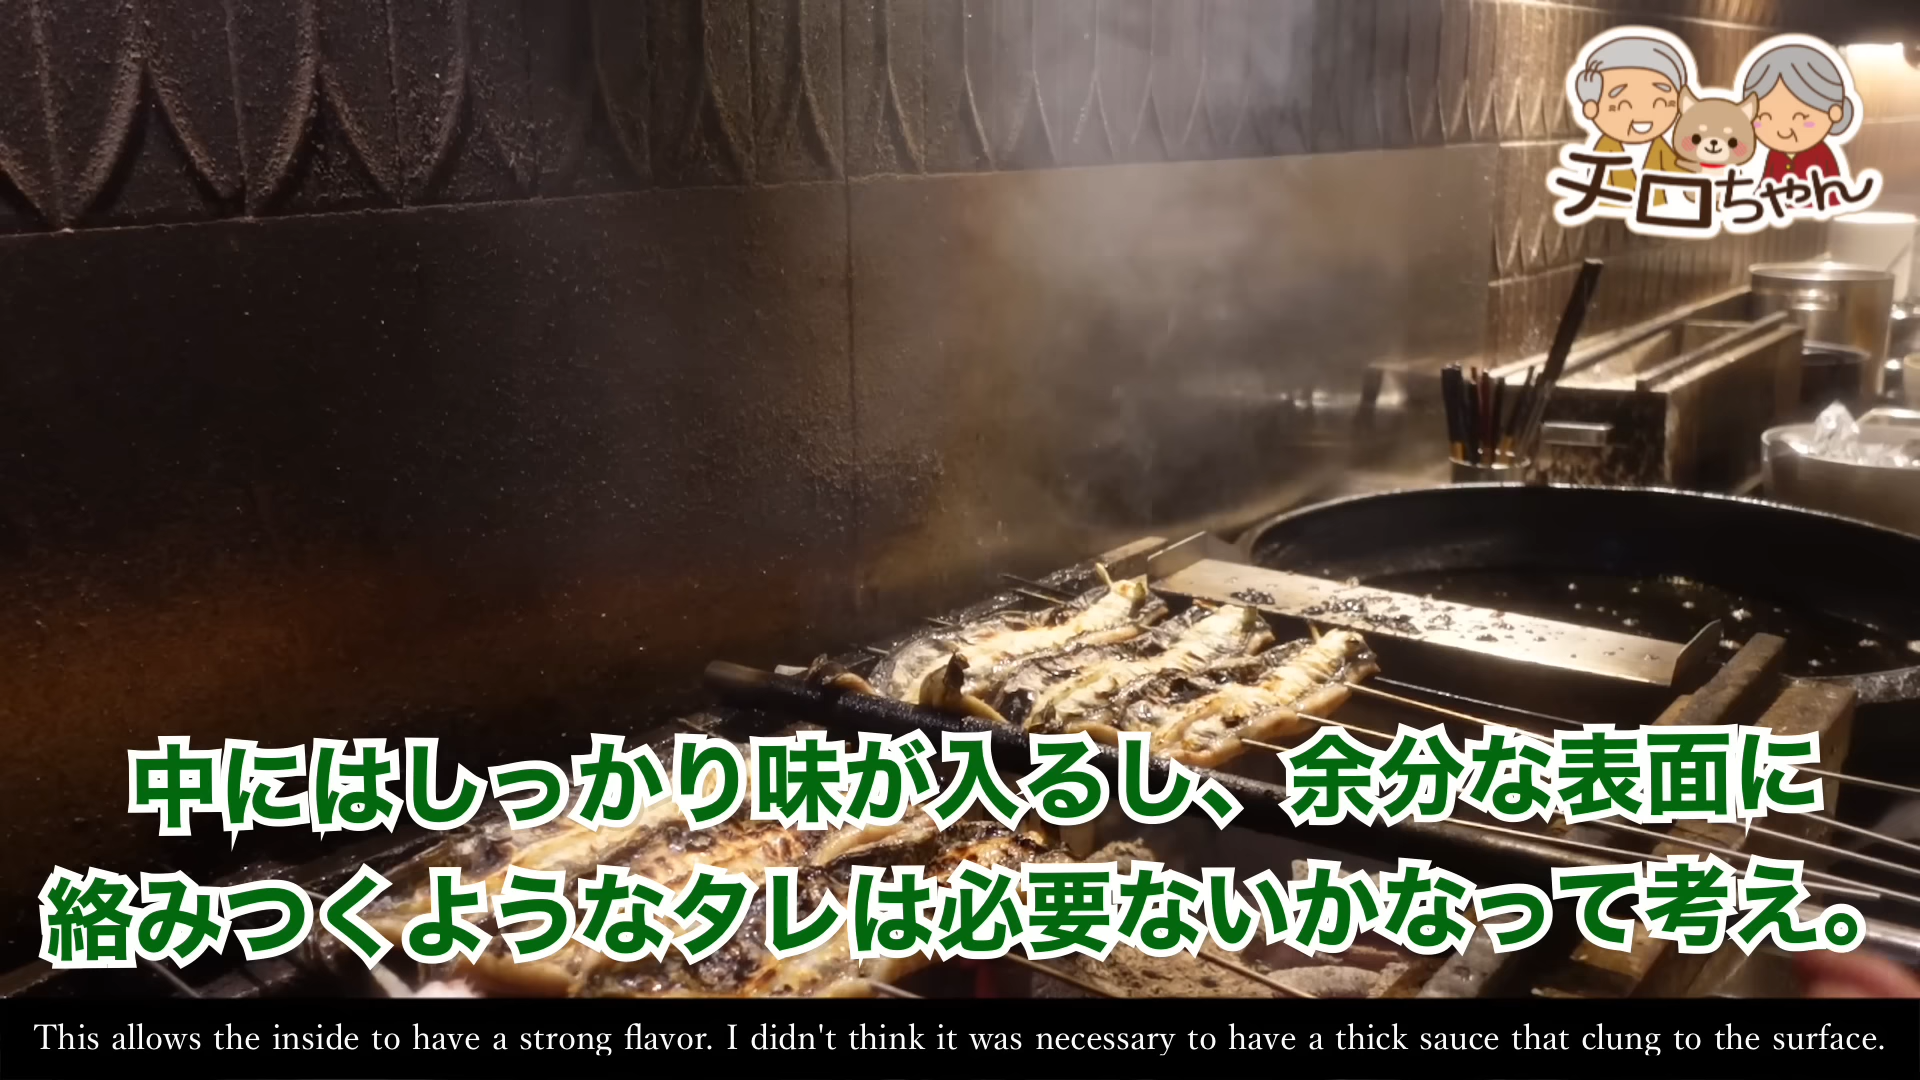 チロちゃん
中にはしっかり味が入るし、余分な表面に
絡みつくようなタレは必要ないかなって考え。
This allows the inside to have a strong flavor. I didn't think it was necessary to have a thick sauce that clung to the surface.